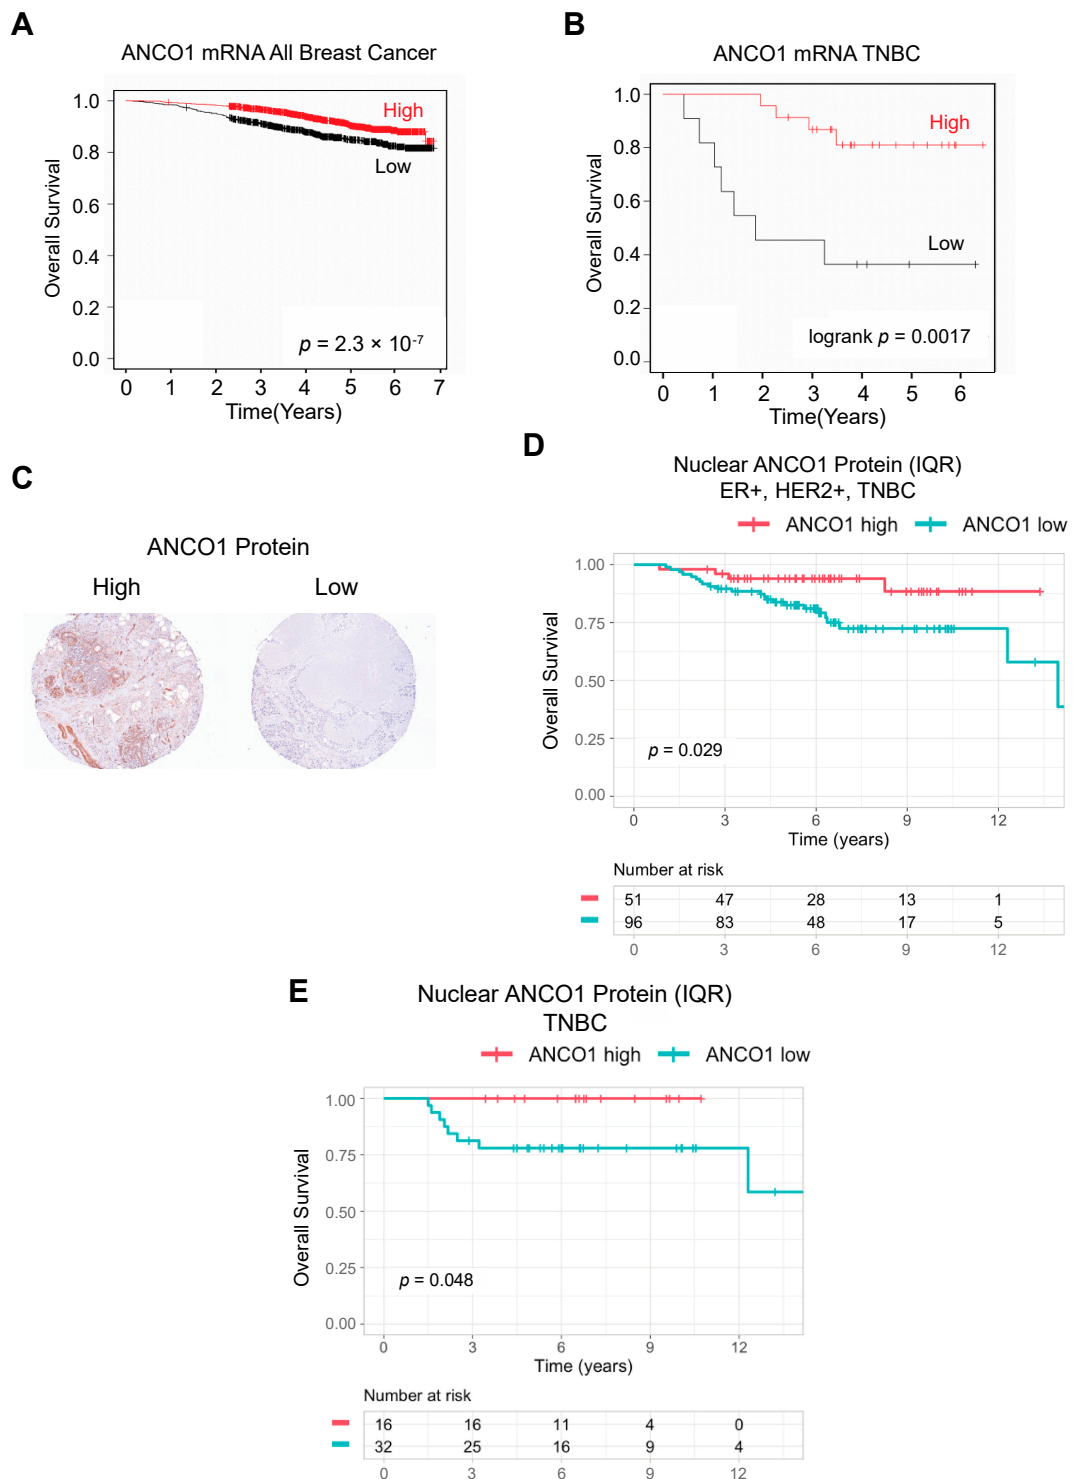 A
ANCO1 mRNA All Breast Cancer
1.0
0.8
0.6
0.4
0.2
0.0
Overall Survival
High
Low
p = 2.3 × 10-7
0 1 2 3 4 5 6 7
Time(Years)
B
ANCO1 mRNA TNBC
1.0
0.8
0.6
0.4
0.2
0.0
Overall Survival
High
Low
logrank p = 0.0017
0 1 2 3 4 5 6
Time(Years)
C
ANCO1 Protein
High Low
D
Nuclear ANCO1 Protein (IQR)
ER+, HER2+, TNBC
ANCO1 high ANCO1 low
1.00
0.75
0.50
0.25
0.00
Overall Survival
p = 0.029
0 3 6 9 12
Time (years)
Number at risk
51 47 28 13 1
96 83 48 17 5
0 3 6 9 12
E
Nuclear ANCO1 Protein (IQR)
TNBC
ANCO1 high ANCO1 low
1.00
0.75
0.50
0.25
0.00
Overall Survival
p = 0.048
0 3 6 9 12
Time (years)
Number at risk
16 16 11 4 0
32 25 16 9 4
0 3 6 9 12